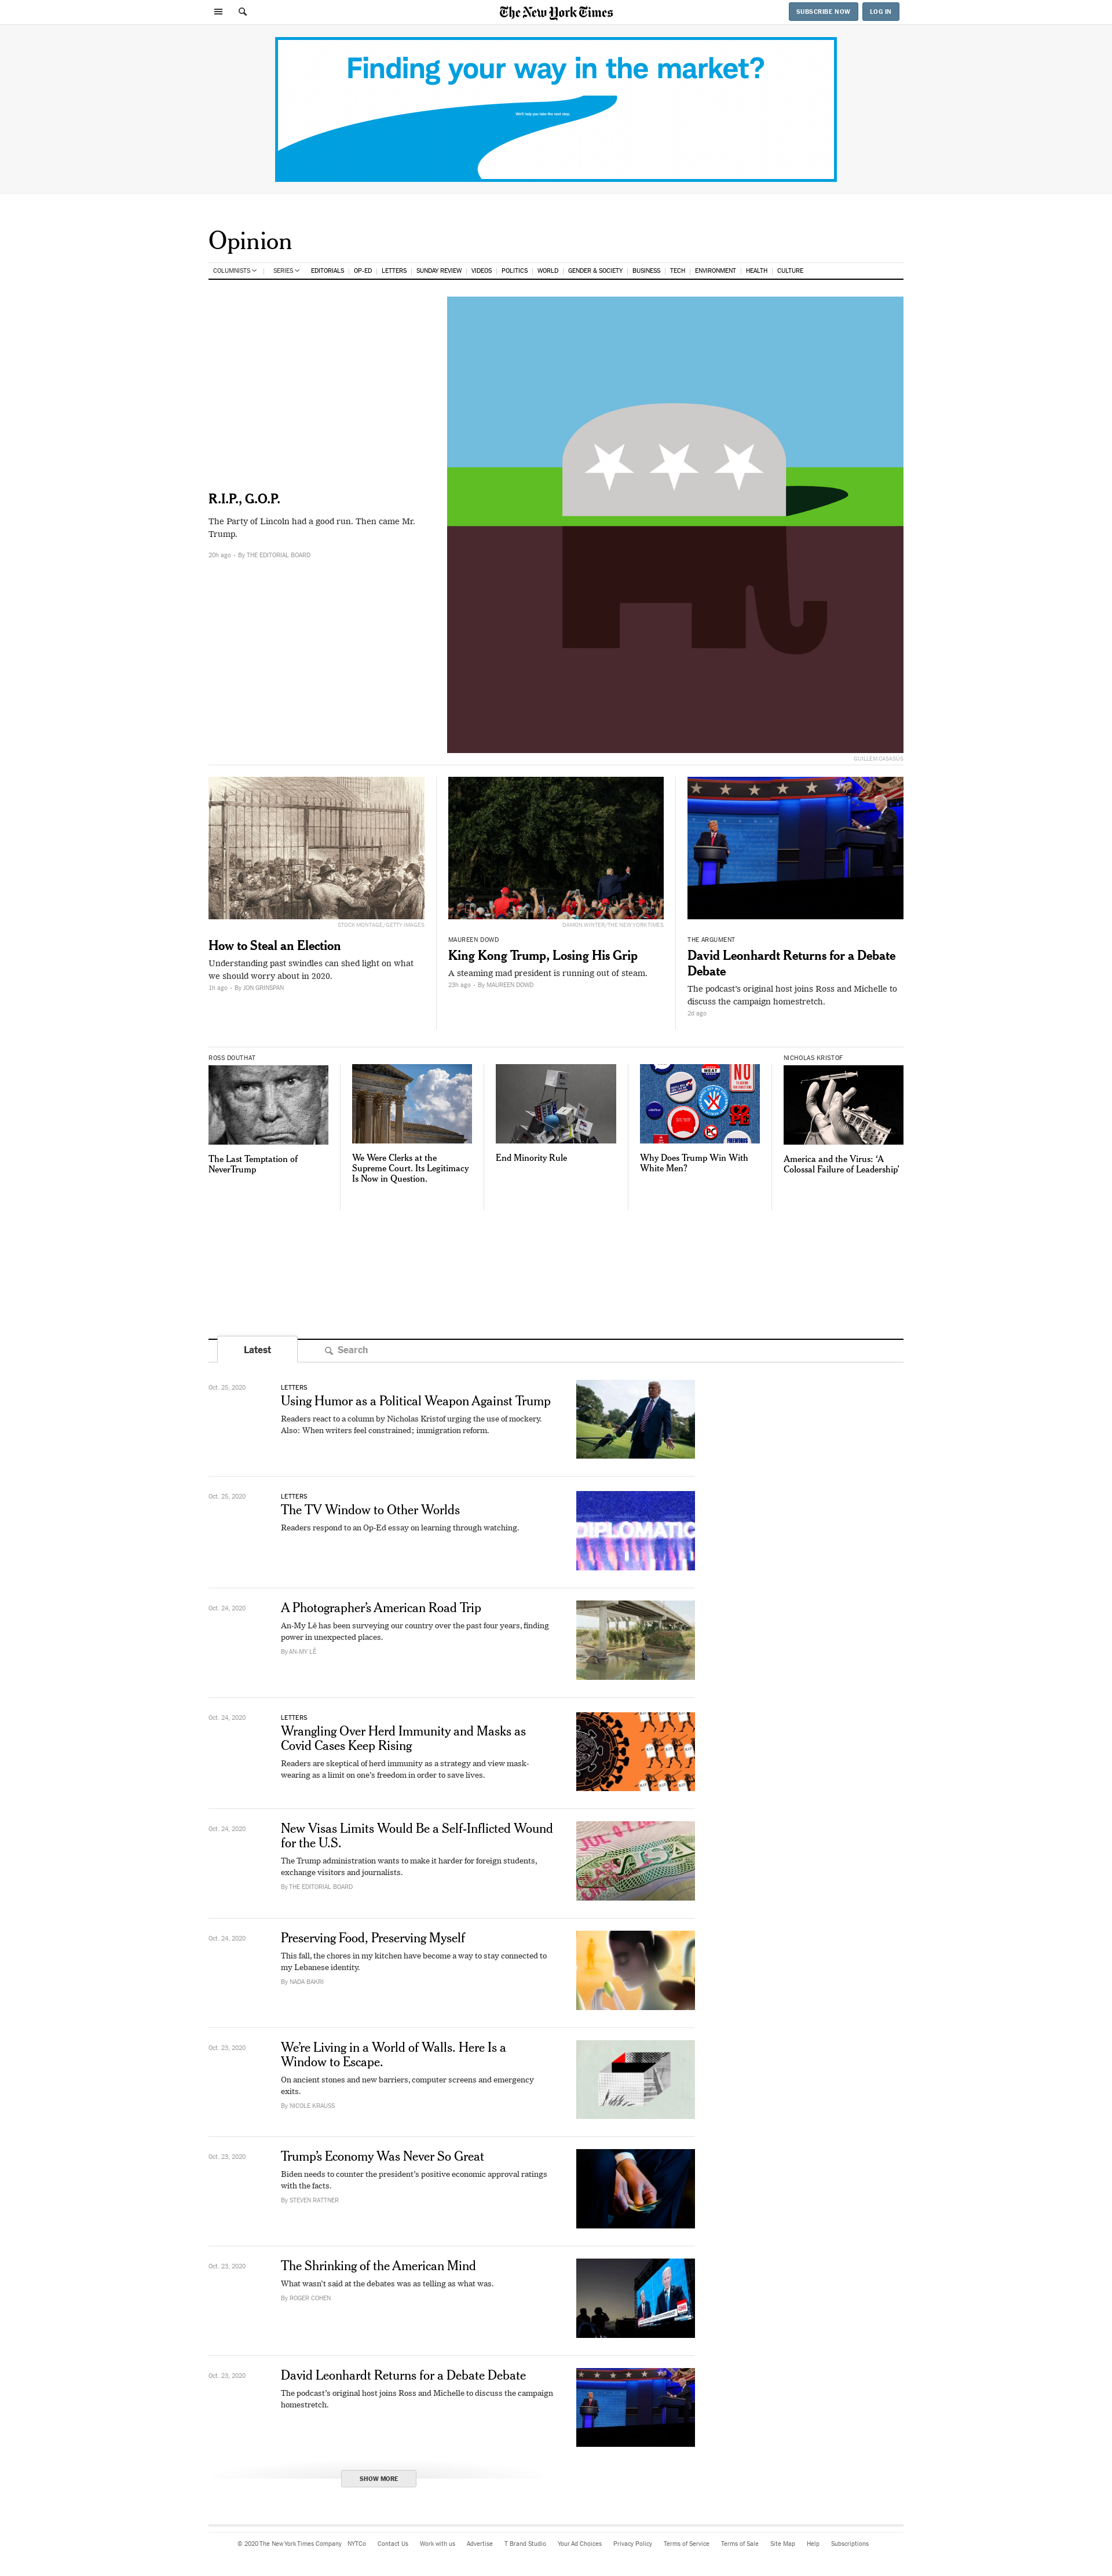 The New York Times
SUBSCRIBE NOW
LOG IN
Finding your way in the market?
We'll help you take the next step.
Opinion
COLUMNISTS
SERIES
EDITORIALS
OP-ED
LETTERS
SUNDAY REVIEW
VIDEOS
POLITICS
WORLD
GENDER & SOCIETY
BUSINESS
TECH
ENVIRONMENT
HEALTH
CULTURE
R.I.P., G.O.P.
The Party of Lincoln had a good run. Then came Mr.
Trump.
20h ago • By THE EDITORIAL BOARD
GUILLEM CASASÚS
STOCK MONTAGE/GETTY IMAGES
How to Steal an Election
Understanding past swindles can shed light on what
we should worry about in 2020.
1h ago • By JON GRINSPAN
DAMON WINTER/THE NEW YORK TIMES
MAUREEN DOWD
King Kong Trump, Losing His Grip
A steaming mad president is running out of steam.
23h ago • By MAUREEN DOWD
THE ARGUMENT
David Leonhardt Returns for a Debate
Debate
The podcast's original host joins Ross and Michelle to
discuss the campaign homestretch.
2d ago
ROSS DOUTHAT
The Last Temptation of
NeverTrump
We Were Clerks at the
Supreme Court. Its Legitimacy
Is Now in Question.
End Minority Rule
NO
FIREWORKS
Why Does Trump Win With
White Men?
NICHOLAS KRISTOF
America and the Virus: ‘A
Colossal Failure of Leadership’
Latest
Search
Oct. 25, 2020
LETTERS
Using Humor as a Political Weapon Against Trump
Readers react to a column by Nicholas Kristof urging the use of mockery.
Also: When writers feel constrained; immigration reform.
Oct. 25, 2020
LETTERS
The TV Window to Other Worlds
Readers respond to an Op-Ed essay on learning through watching.
DIPLOMATIC
Oct. 24, 2020
A Photographer’s American Road Trip
An-My Lê has been surveying our country over the past four years, finding
power in unexpected places.
By AN-MY LÊ
Oct. 24, 2020
LETTERS
Wrangling Over Herd Immunity and Masks as
Covid Cases Keep Rising
Readers are skeptical of herd immunity as a strategy and view mask-
wearing as a limit on one’s freedom in order to save lives.
Oct. 24, 2020
New Visas Limits Would Be a Self-Inflicted Wound
for the U.S.
The Trump administration wants to make it harder for foreign students,
exchange visitors and journalists.
By THE EDITORIAL BOARD
VISA
Oct. 24, 2020
Preserving Food, Preserving Myself
This fall, the chores in my kitchen have become a way to stay connected to
my Lebanese identity.
By NADA BAKRI
Oct. 23, 2020
We’re Living in a World of Walls. Here Is a
Window to Escape.
On ancient stones and new barriers, computer screens and emergency
exits.
By NICOLE KRAUSS
Oct. 23, 2020
Trump’s Economy Was Never So Great
Biden needs to counter the president’s positive economic approval ratings
with the facts.
By STEVEN RATTNER
Oct. 23, 2020
The Shrinking of the American Mind
What wasn’t said at the debates was as telling as what was.
By ROGER COHEN
CNN
Oct. 23, 2020
David Leonhardt Returns for a Debate Debate
The podcast’s original host joins Ross and Michelle to discuss the campaign
homestretch.
SHOW MORE
© 2020 The New York Times Company
NYTCo
Contact Us
Work with us
Advertise
T Brand Studio
Your Ad Choices
Privacy Policy
Terms of Service
Terms of Sale
Site Map
Help
Subscriptions